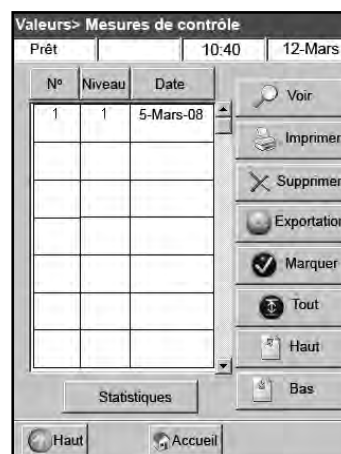 Valeurs> Mesures de contrôle
Prêt 10:40 12-Mars
Nº Niveau Date
1 1 5-Mars-08
Voir
Imprimer
Supprimer
Exportation
Marquer
Tout
Haut
Bas
Statistiques
Haut Accueil